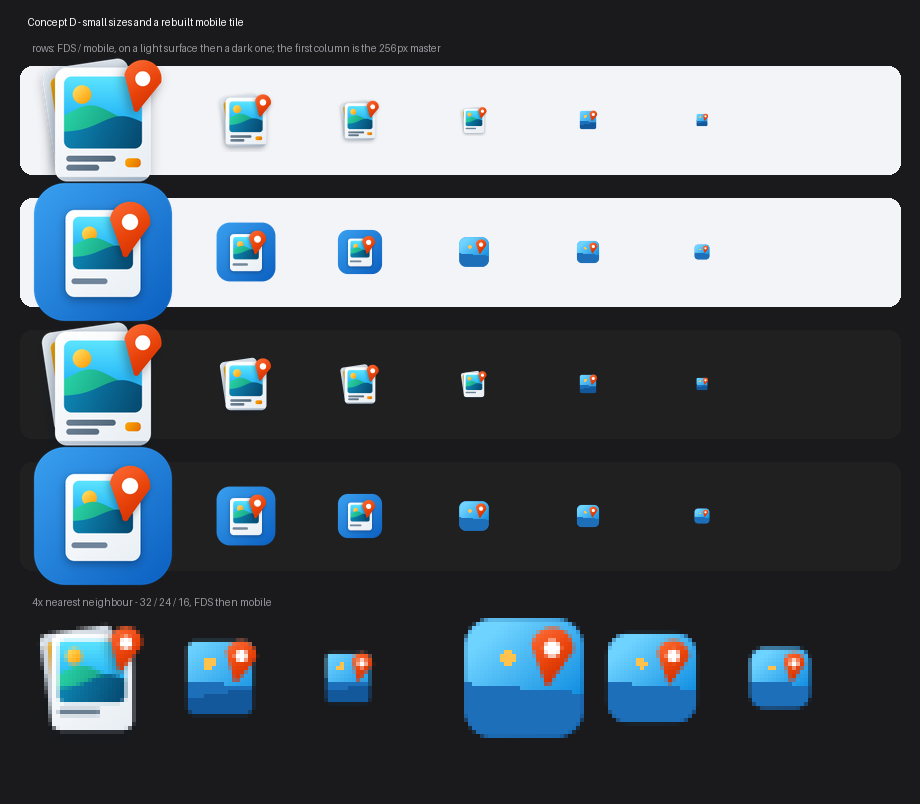 Concept D - small sizes and a rebuilt mobile tile
rows: FDS / mobile, on a light surface then a dark one; the first column is the 256px master
4x nearest neighbour - 32 / 24 / 16, FDS then mobile